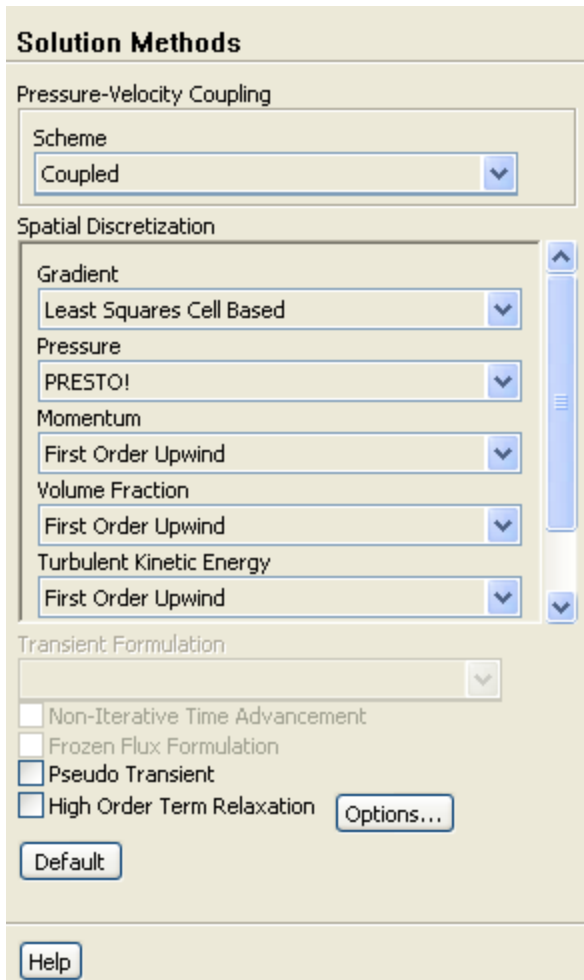 Solution Methods
Pressure-Velocity Coupling
Scheme
Coupled
Spatial Discretization
Gradient
Least Squares Cell Based
Pressure
PRESTO!
Momentum
First Order Upwind
Volume Fraction
First Order Upwind
Turbulent Kinetic Energy
First Order Upwind
Transient Formulation
Non-Iterative Time Advancement
Frozen Flux Formulation
Pseudo Transient
High Order Term Relaxation Options...
Default
Help